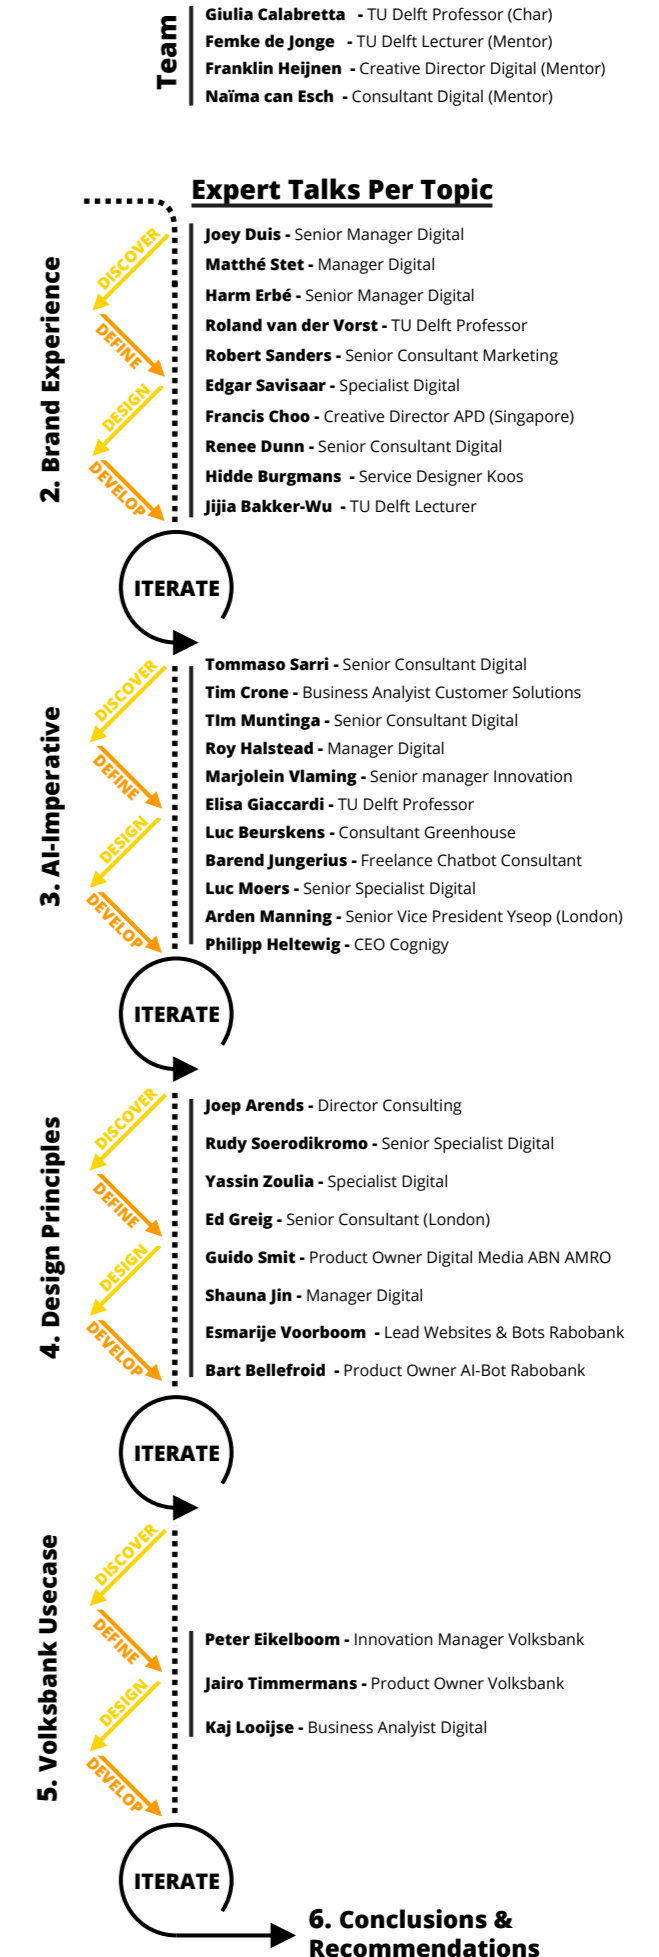 Team
Giulia Calabretta - TU Delft Professor (Char)
Femke de Jonge - TU Delft Lecturer (Mentor)
Franklin Heijnen - Creative Director Digital (Mentor)
Naïma can Esch - Consultant Digital (Mentor)
Expert Talks Per Topic
2. Brand Experience
DISCOVER
DEFINE
DESIGN
DEVELOP
Joey Duis - Senior Manager Digital
Matthé Stet - Manager Digital
Harm Erbé - Senior Manager Digital
Roland van der Vorst - TU Delft Professor
Robert Sanders - Senior Consultant Marketing
Edgar Savisaar - Specialist Digital
Francis Choo - Creative Director APD (Singapore)
Renee Dunn - Senior Consultant Digital
Hidde Burgmans - Service Designer Koos
Jijia Bakker-Wu - TU Delft Lecturer
ITERATE
3. AI-Imperative
DISCOVER
DEFINE
DESIGN
DEVELOP
Tommaso Sarri - Senior Consultant Digital
Tim Crone - Business Analyist Customer Solutions
TIm Muntinga - Senior Consultant Digital
Roy Halstead - Manager Digital
Marjolein Vlaming - Senior manager Innovation
Elisa Giaccardi - TU Delft Professor
Luc Beurskens - Consultant Greenhouse
Barend Jungerius - Freelance Chatbot Consultant
Luc Moers - Senior Specialist Digital
Arden Manning - Senior Vice President Yseop (London)
Philipp Heltewig - CEO Cognigy
ITERATE
4. Design Principles
DISCOVER
DEFINE
DESIGN
DEVELOP
Joep Arends - Director Consulting
Rudy Soerodikromo - Senior Specialist Digital
Yassin Zoulia - Specialist Digital
Ed Greig - Senior Consultant (London)
Guido Smit - Product Owner Digital Media ABN AMRO
Shauna Jin - Manager Digital
Esmarije Voorboom - Lead Websites & Bots Rabobank
Bart Bellefroid - Product Owner AI-Bot Rabobank
ITERATE
5. Volksbank Usecase
DISCOVER
DEFINE
DESIGN
DEVELOP
Peter Eikelboom - Innovation Manager Volksbank
Jairo Timmermans - Product Owner Volksbank
Kaj Looijse - Business Analyist Digital
ITERATE
6. Conclusions &
Recommendations